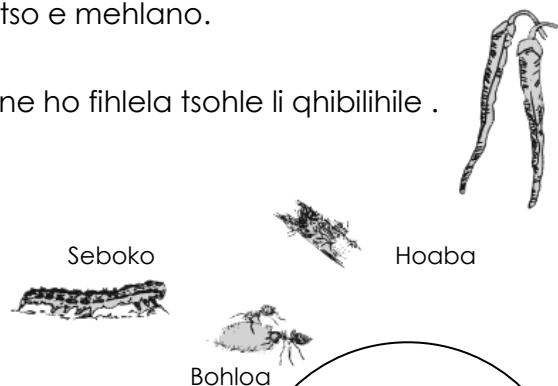 tso e mehlano.
ne ho fihlela tsohle li qhibilihile .
Seboko
Hoaba
Bohloa